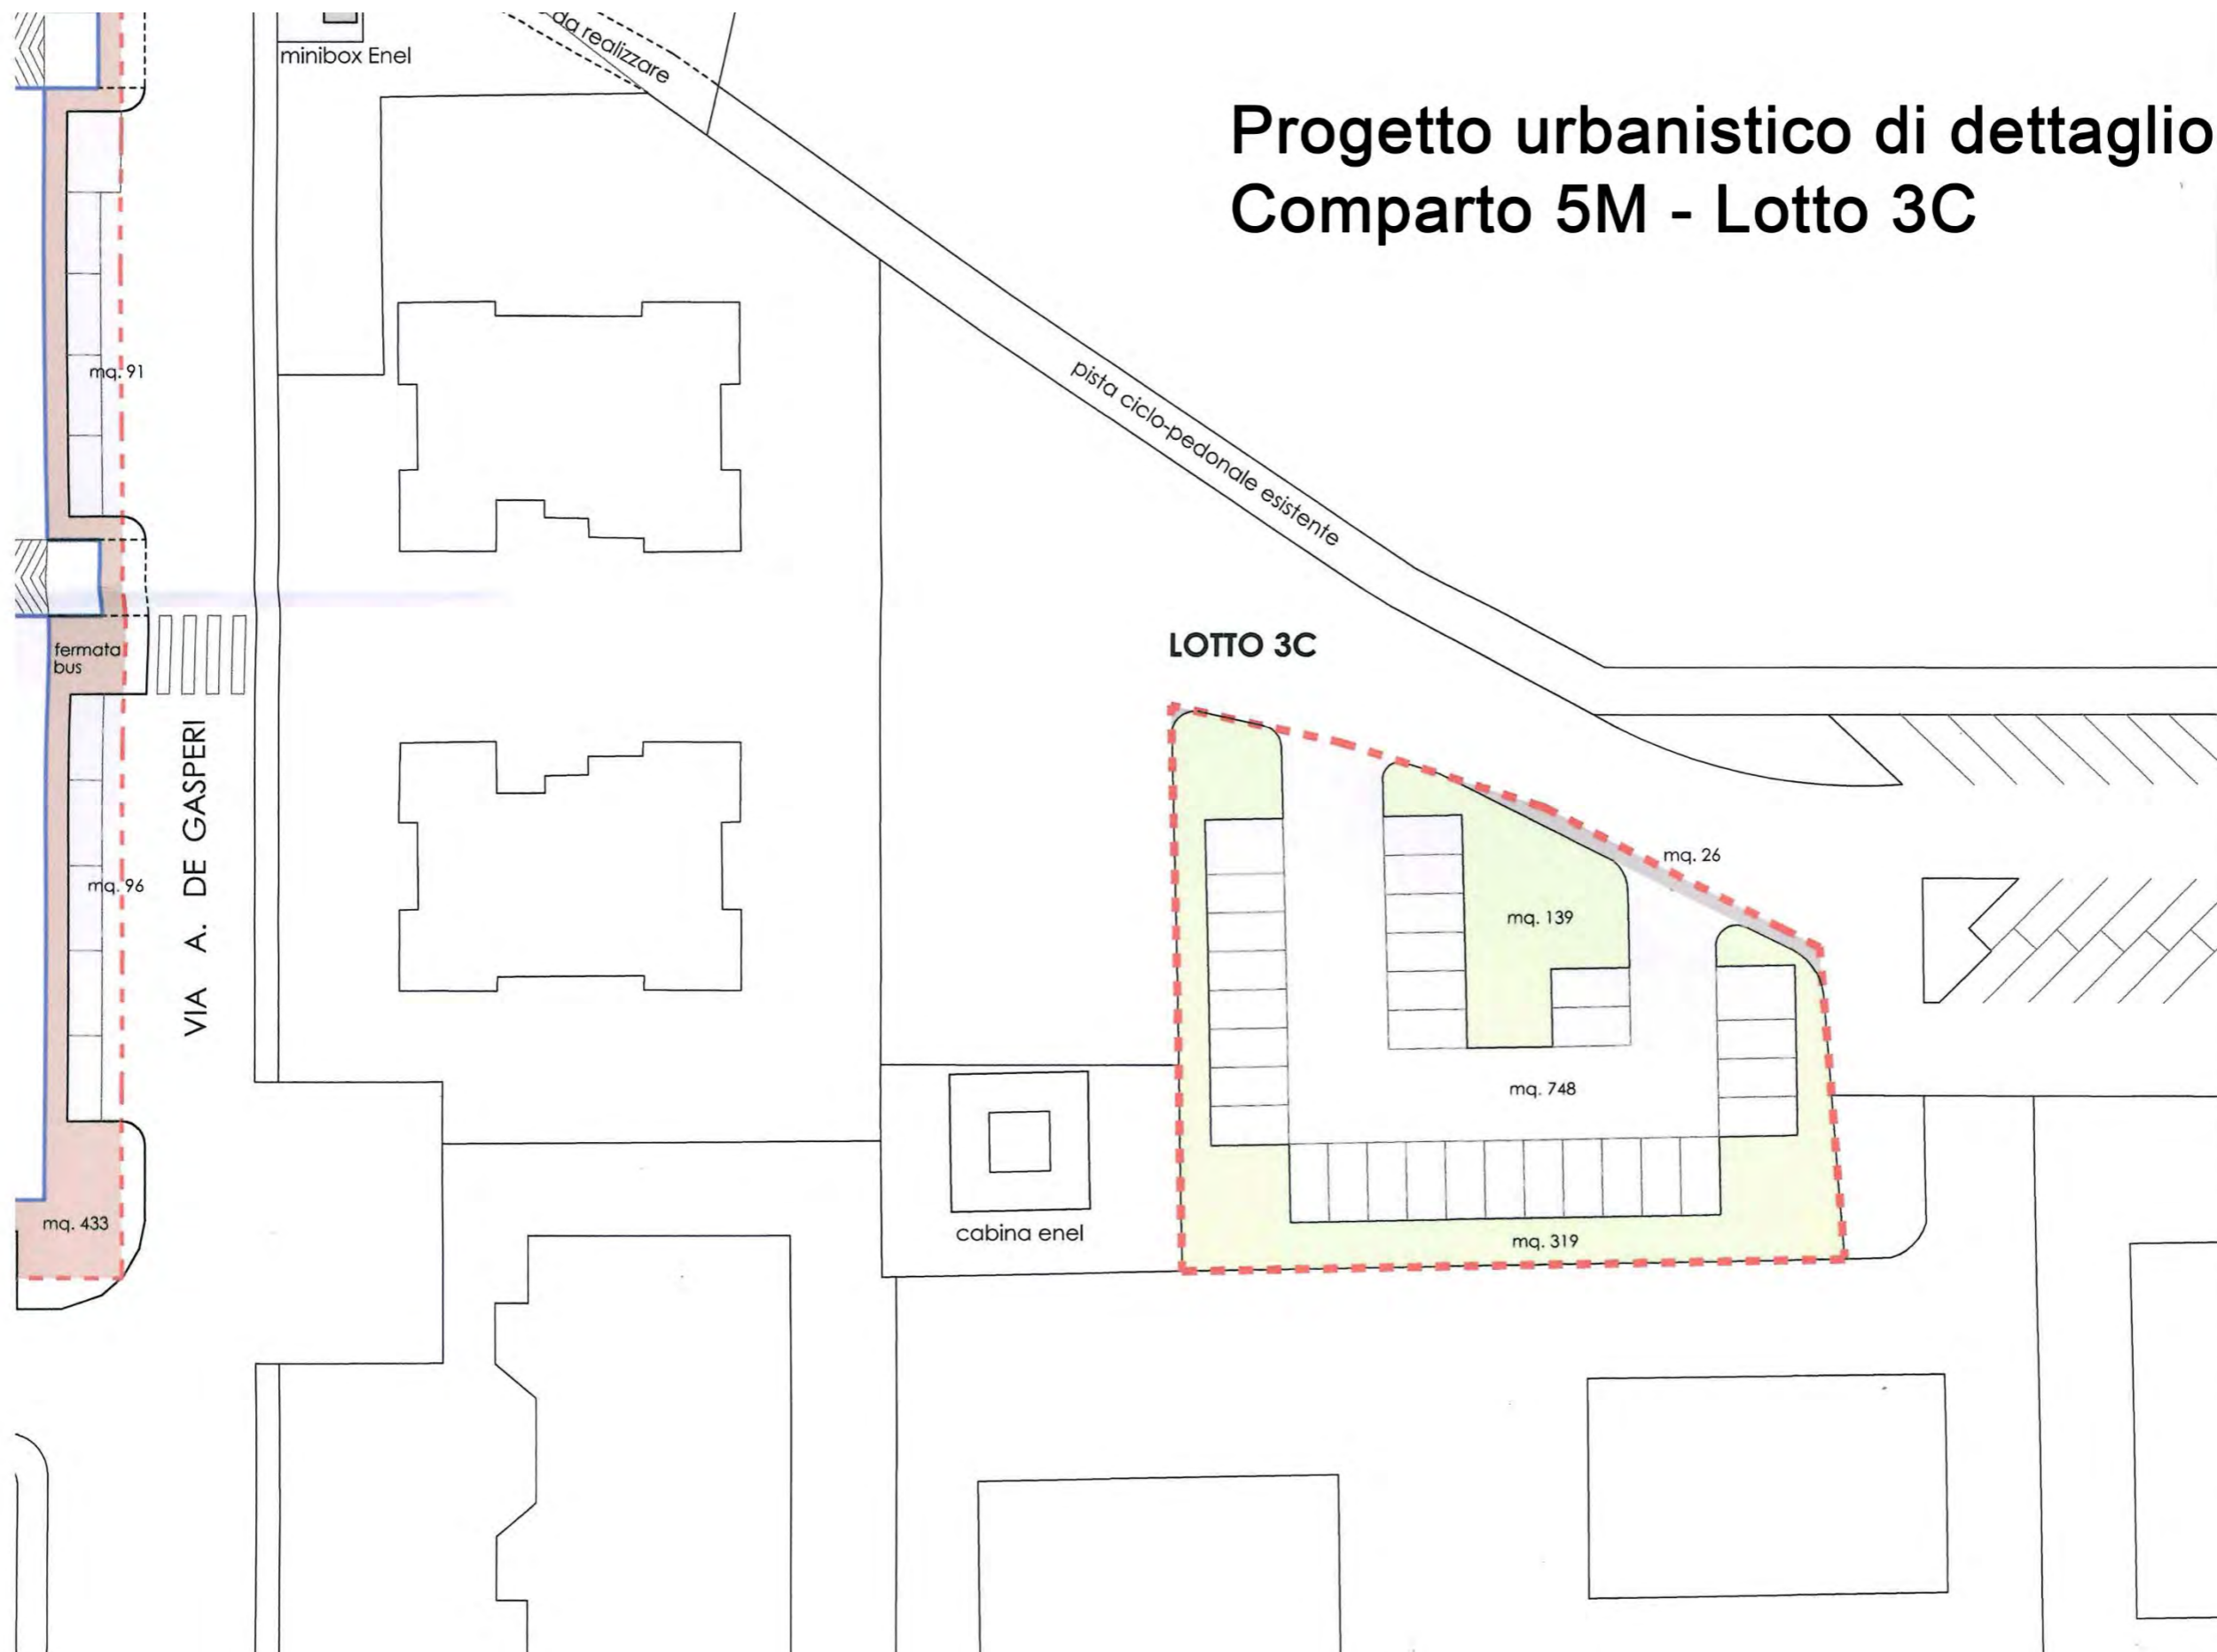 da realizzare
minibox Enel
Progetto urbanistico di dettaglio
Comparto 5M - Lotto 3C
mq. 91
pista ciclo-pedonale esistente
fermata
bus
LOTTO 3C
VIA A. DE GASPERI
mq. 96
mq. 26
mq. 139
mq. 748
mq. 433
cabina enel
mq. 319